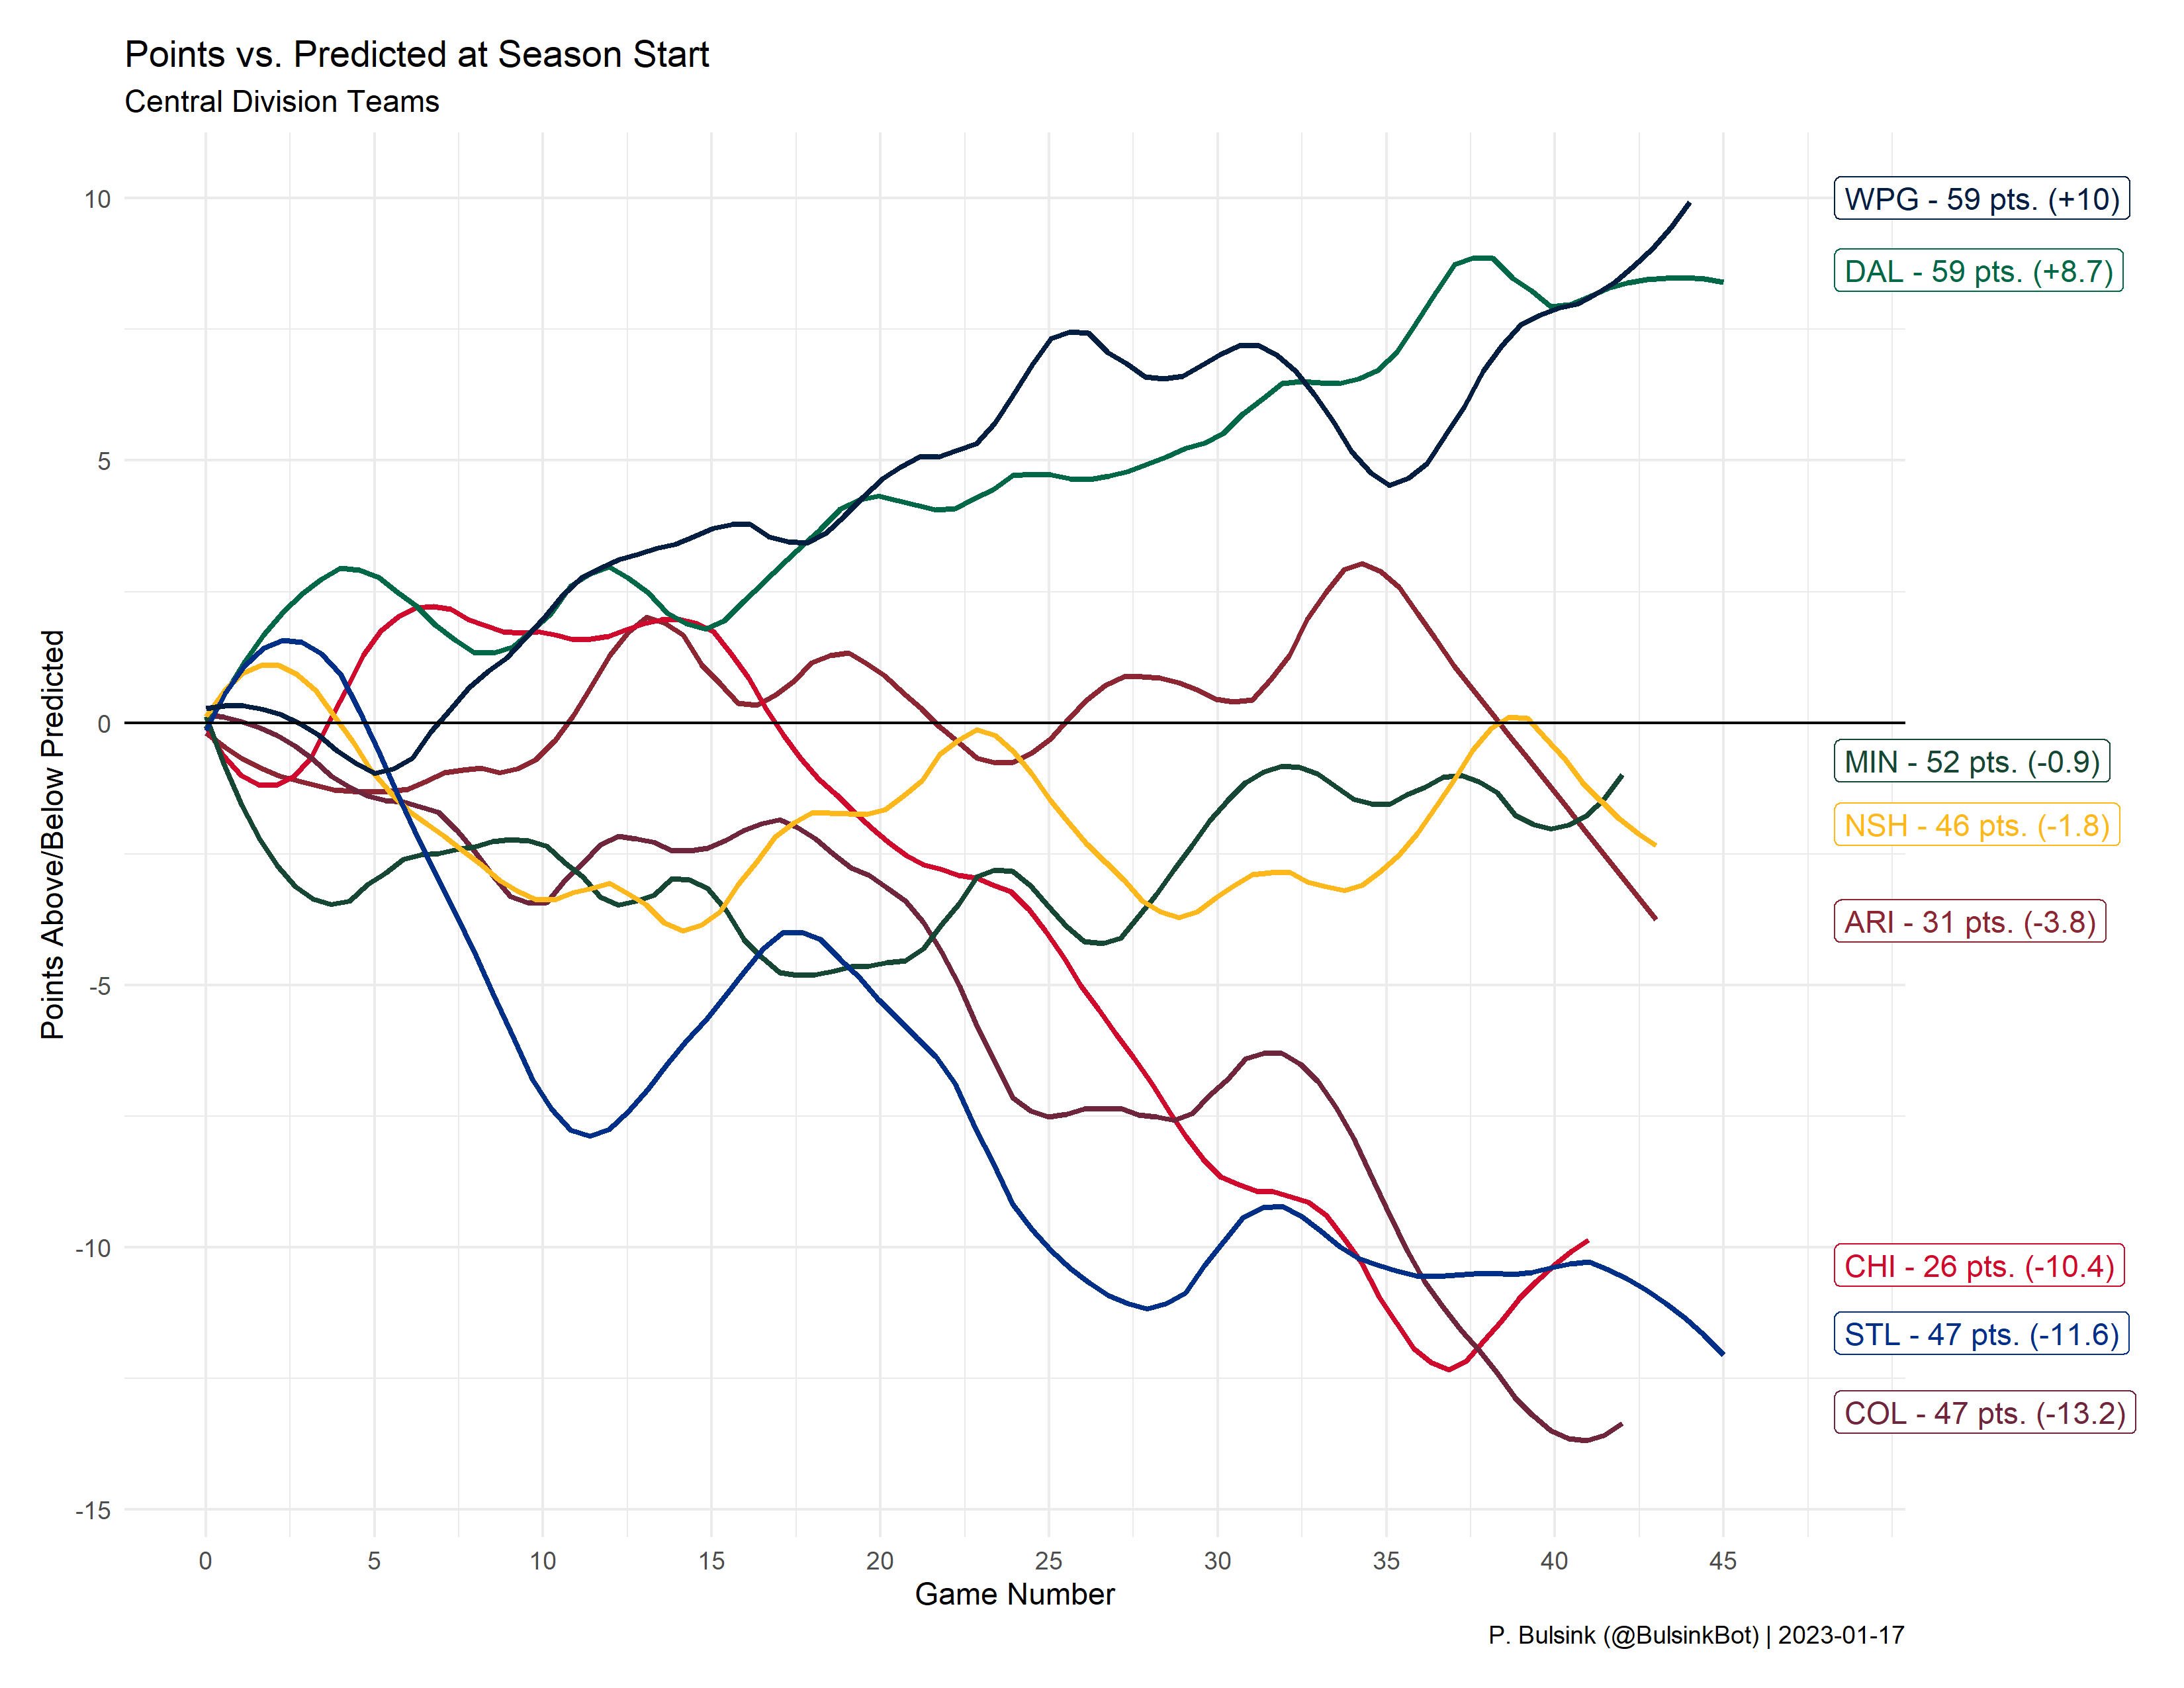 Points vs. Predicted at Season Start
Central Division Teams
Points Above/Below Predicted
10
5
0
-5
-10
-15
WPG - 59 pts. (+10)
DAL - 59 pts. (+8.7)
MIN - 52 pts. (-0.9)
NSH - 46 pts. (-1.8)
ARI - 31 pts. (-3.8)
CHI - 26 pts. (-10.4)
STL - 47 pts. (-11.6)
COL - 47 pts. (-13.2)
0 5 10 15 20 25 30 35 40 45
Game Number
P. Bulsink (@BulsinkBot) | 2023-01-17